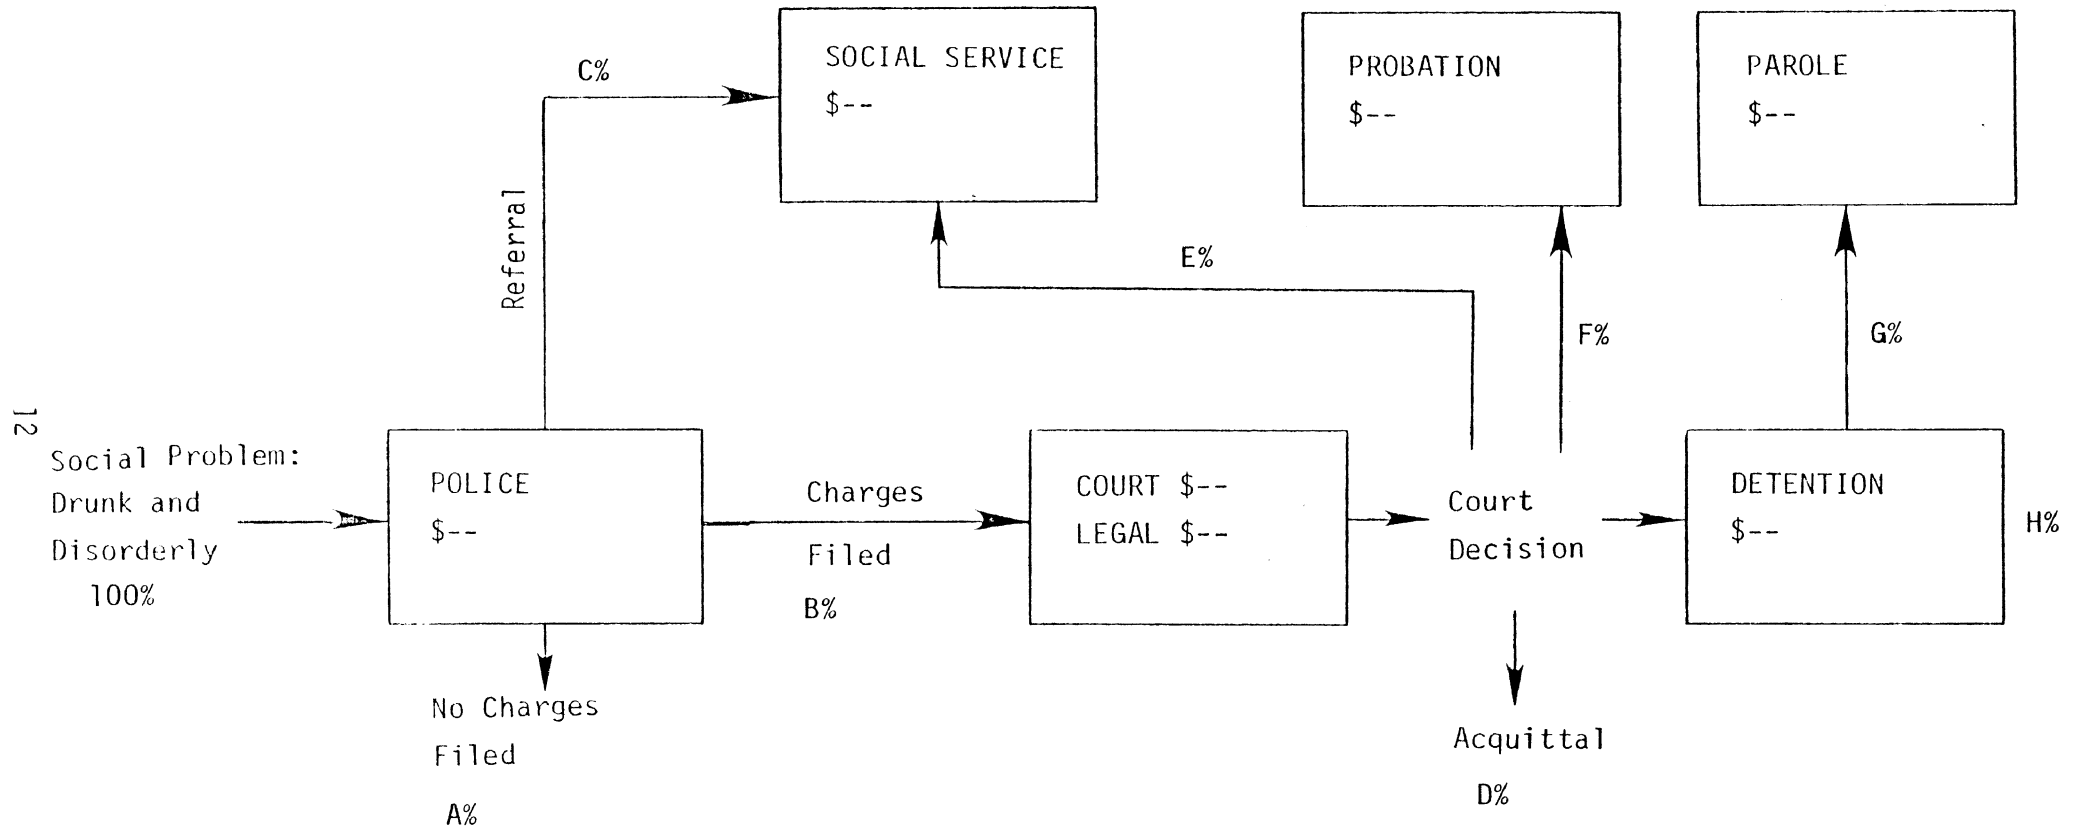 SOCIAL SERVICE
$--
PROBATION
$--
PAROLE
$--
C%
Referral
E%
F%
G%
12
Social Problem:
Drunk and
Disorderly
100%
POLICE
$--
Charges
Filed
B%
COURT $--
LEGAL $--
Court
Decision
DETENTION
$--
H%
No Charges
Filed
A%
Acquittal
D%